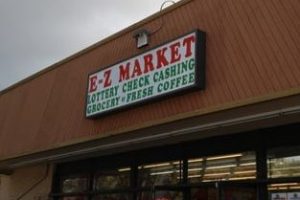 E-Z MARKET
LOTTERY CHECK CASHING
GROCERY • FRESH COFFEE